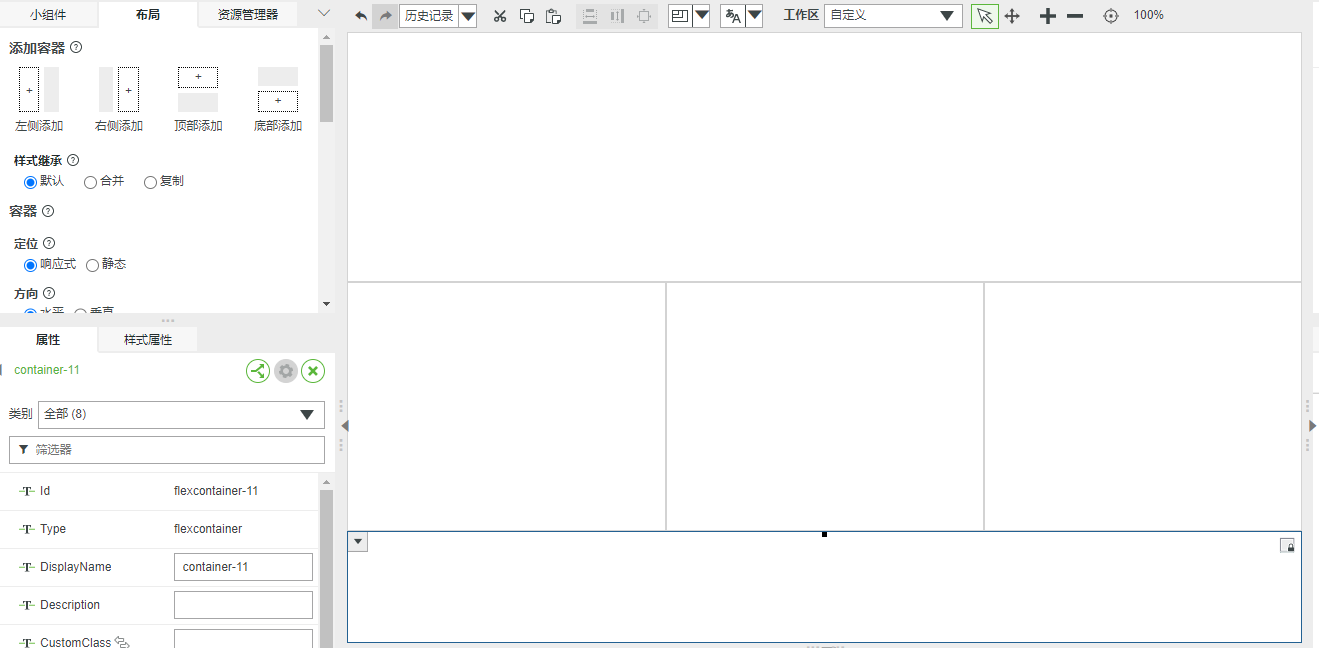 小组件 布局 资源管理器
历史记录 工作区 自定义 100%
添加容器
左侧添加 右侧添加 顶部添加 底部添加
样式继承
默认 合并 复制
容器
定位
响应式 静态
方向
水平 垂直
属性 样式属性
container-11
类别 全部 (8)
筛选器
Id flexcontainer-11
Type flexcontainer
DisplayName container-11
Description
CustomClass